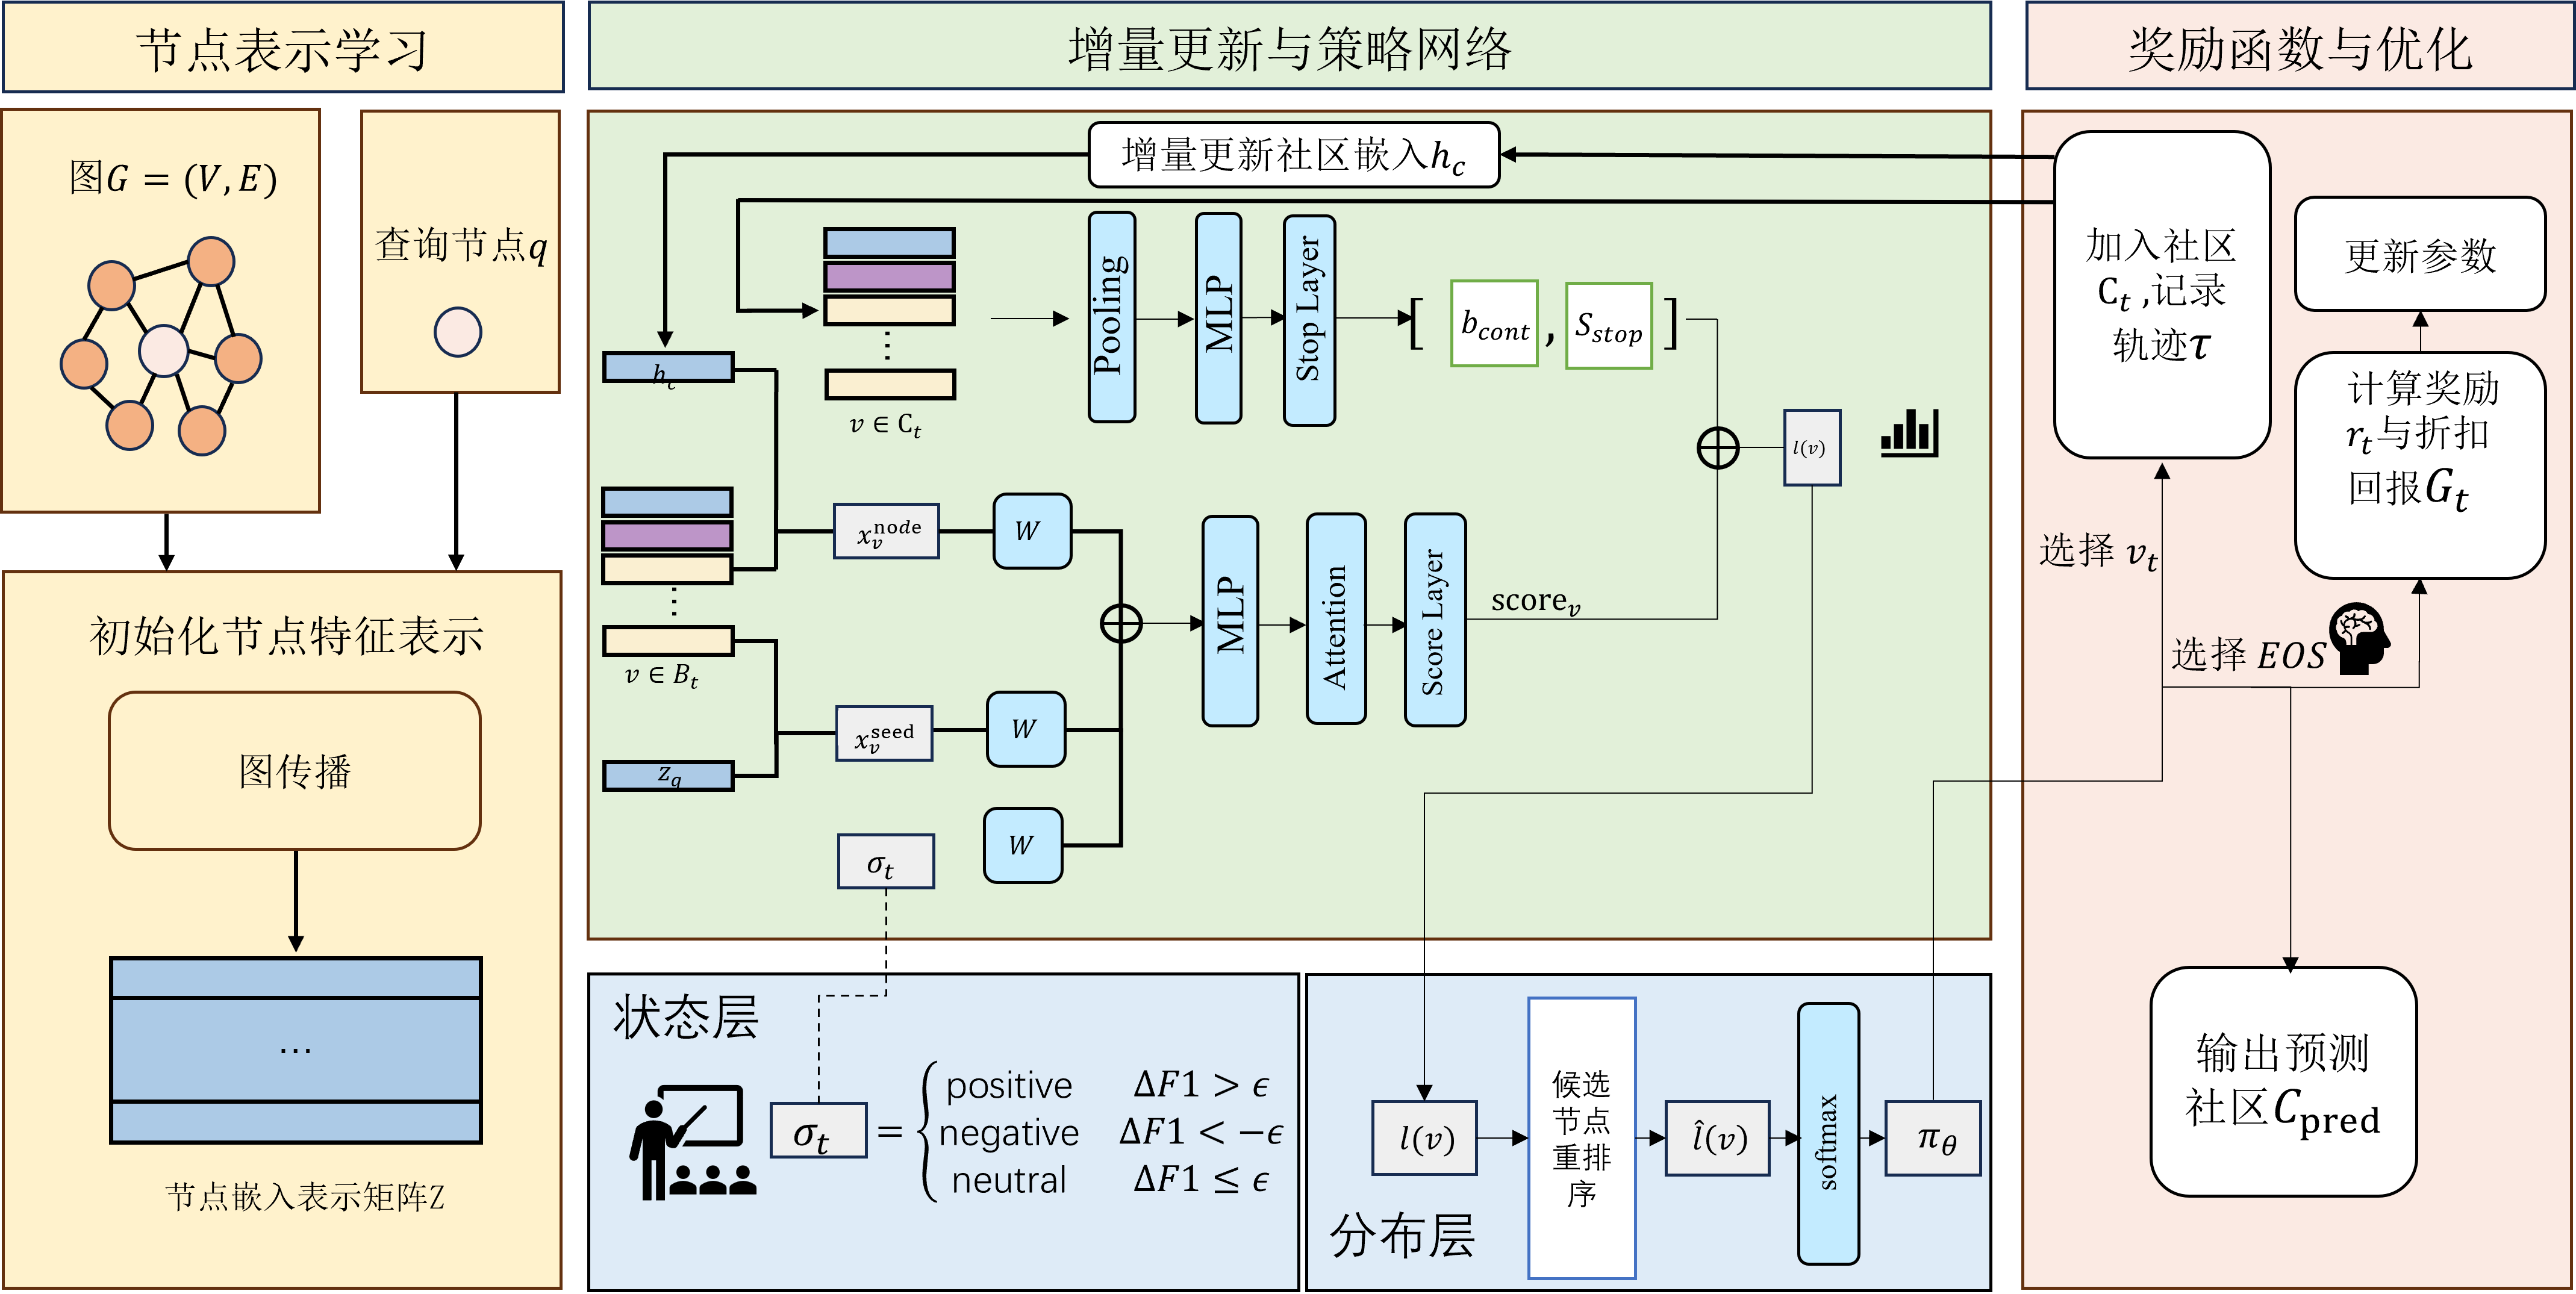 节点表示学习
增量更新与策略网络
奖励函数与优化
图G = (V, E)
查询节点q
初始化节点特征表示
图传播
...
节点嵌入表示矩阵Z
增量更新社区嵌入h_c
h_c
⋮
v ∈ C_t
Pooling
MLP
Stop Layer
[ b_cont , S_stop ]
l(v)
⋮
v ∈ B_t
z_q
x_v^node
W
x_v^seed
W
σ_t
W
MLP
Attention
Score Layer
score_v
状态层
σ_t = {
positive ΔF1 > ϵ
negative ΔF1 < −ϵ
neutral ΔF1 ≤ ϵ
分布层
l(v)
候选
节点
重排
序
l̂(v)
softmax
π_θ
加入社区
C_t ,记录
轨迹τ
更新参数
计算奖励
r_t与折扣
回报G_t
选择 v_t
选择 EOS
输出预测
社区C_pred